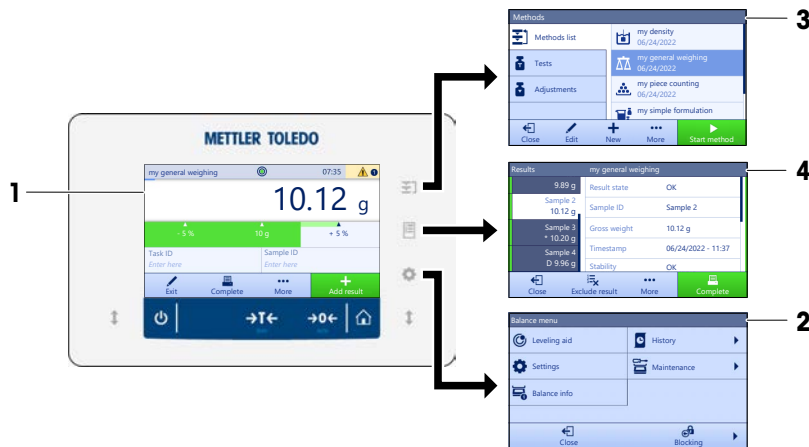 METTLER TOLEDO
1
my general weighing 07:35
10.12 g
- 5 % 10 g + 5 %
Task ID Sample ID
Enter here Enter here
Exit Complete More Add result
→T← →0←
3
Methods
Methods list
Tests
Adjustments
my density
06/24/2022
my general weighing
06/24/2022
my piece counting
06/24/2022
my simple formulation
Close Edit New More Start method
4
Results my general weighing
9.89 g
Sample 2
10.12 g
Sample 3
* 10.20 g
Sample 4
D 9.96 g
Result state OK
Sample ID Sample 2
Gross weight 10.12 g
Timestamp 06/24/2022 - 11:37
Stability OK
Close Exclude result More Complete
2
Balance menu
Leveling aid History
Settings Maintenance
Balance info
Close Blocking